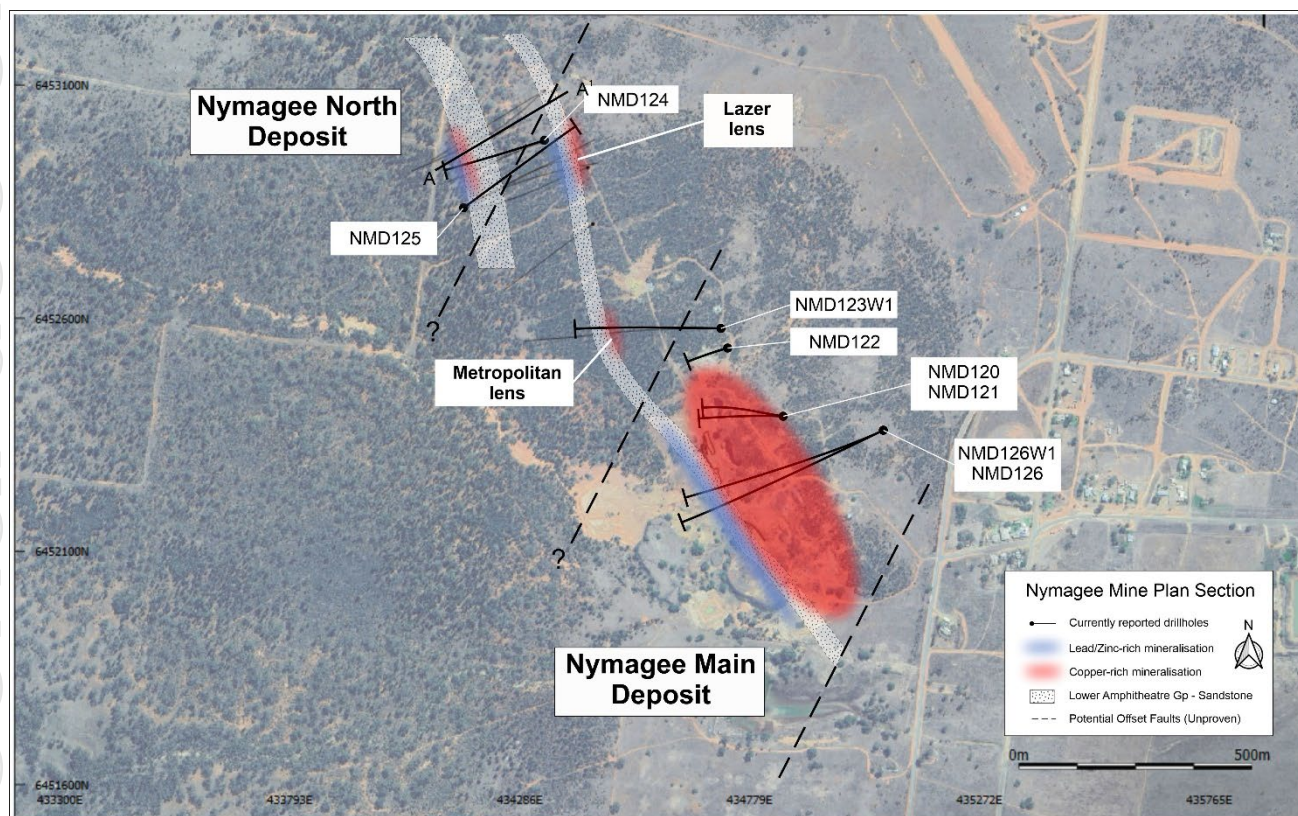 6453100N
Nymagee North
Deposit
A
A¹
NMD124
Lazer
lens
NMD125
?
6452600N
NMD123W1
NMD122
Metropolitan
lens
NMD120
NMD121
NMD126W1
NMD126
?
6452100N
Nymagee Main
Deposit
Nymagee Mine Plan Section
Currently reported drillholes
N
Lead/Zinc-rich mineralisation
Copper-rich mineralisation
Lower Amphitheatre Gp - Sandstone
Potential Offset Faults (Unproven)
0m 500m
6451600N
433300E 433793E 434286E 434779E 435272E 435765E